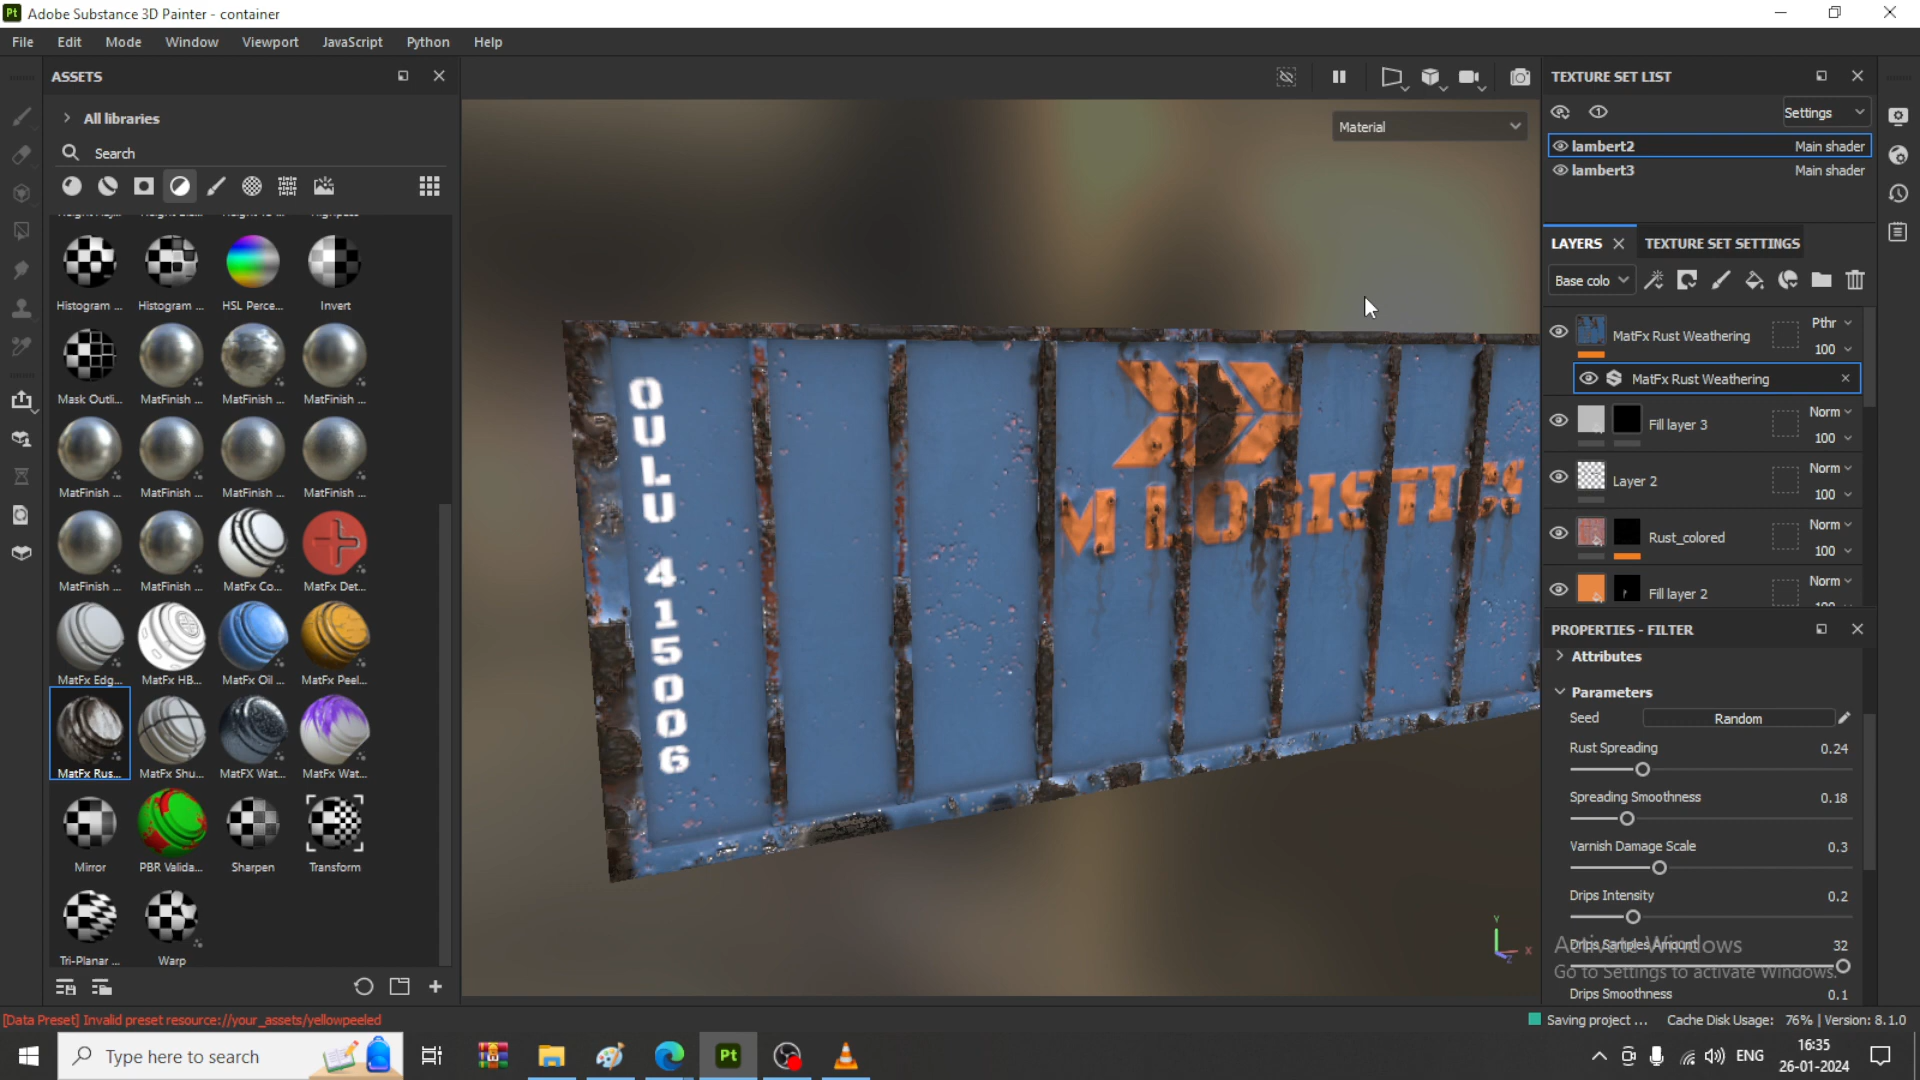 Pt Adobe Substance 3D Painter - container
File Edit Mode Window Viewport JavaScript Python Help
ASSETS
All libraries
Search
Histogram ... Histogram ... HSL Perce... Invert
Mask Outli... MatFinish ... MatFinish ... MatFinish ...
MatFinish ... MatFinish ... MatFinish ... MatFinish ...
MatFinish ... MatFinish ... MatFx Co... MatFx Det...
MatFx Edg... MatFx HB... MatFx Oil ... MatFx Peel...
MatFx Rus... MatFx Shu... MatFX Wat... MatFx Wat...
Mirror PBR Valida... Sharpen Transform
Tri-Planar ... Warp
Material
OULU 415006
M LOGISTICS
Y
X
Z
TEXTURE SET LIST
Settings
lambert2 Main shader
lambert3 Main shader
LAYERS TEXTURE SET SETTINGS
Base colo
MatFx Rust Weathering Pthr
100
MatFx Rust Weathering
Fill layer 3 Norm
100
Layer 2 Norm
100
Rust_colored Norm
100
Fill layer 2 Norm
100
PROPERTIES - FILTER
Attributes
Parameters
Seed Random
Rust Spreading 0.24
Spreading Smoothness 0.18
Varnish Damage Scale 0.3
Drips Intensity 0.2
Drips Samples Amount 32
Activate Windows
Go to Settings to activate Windows.
Drips Smoothness 0.1
[Data Preset] Invalid preset resource://your_assets/yellowpeeled
Saving project ... Cache Disk Usage: 76% | Version: 8.1.0
Type here to search
Pt
ENG
16:35
26-01-2024